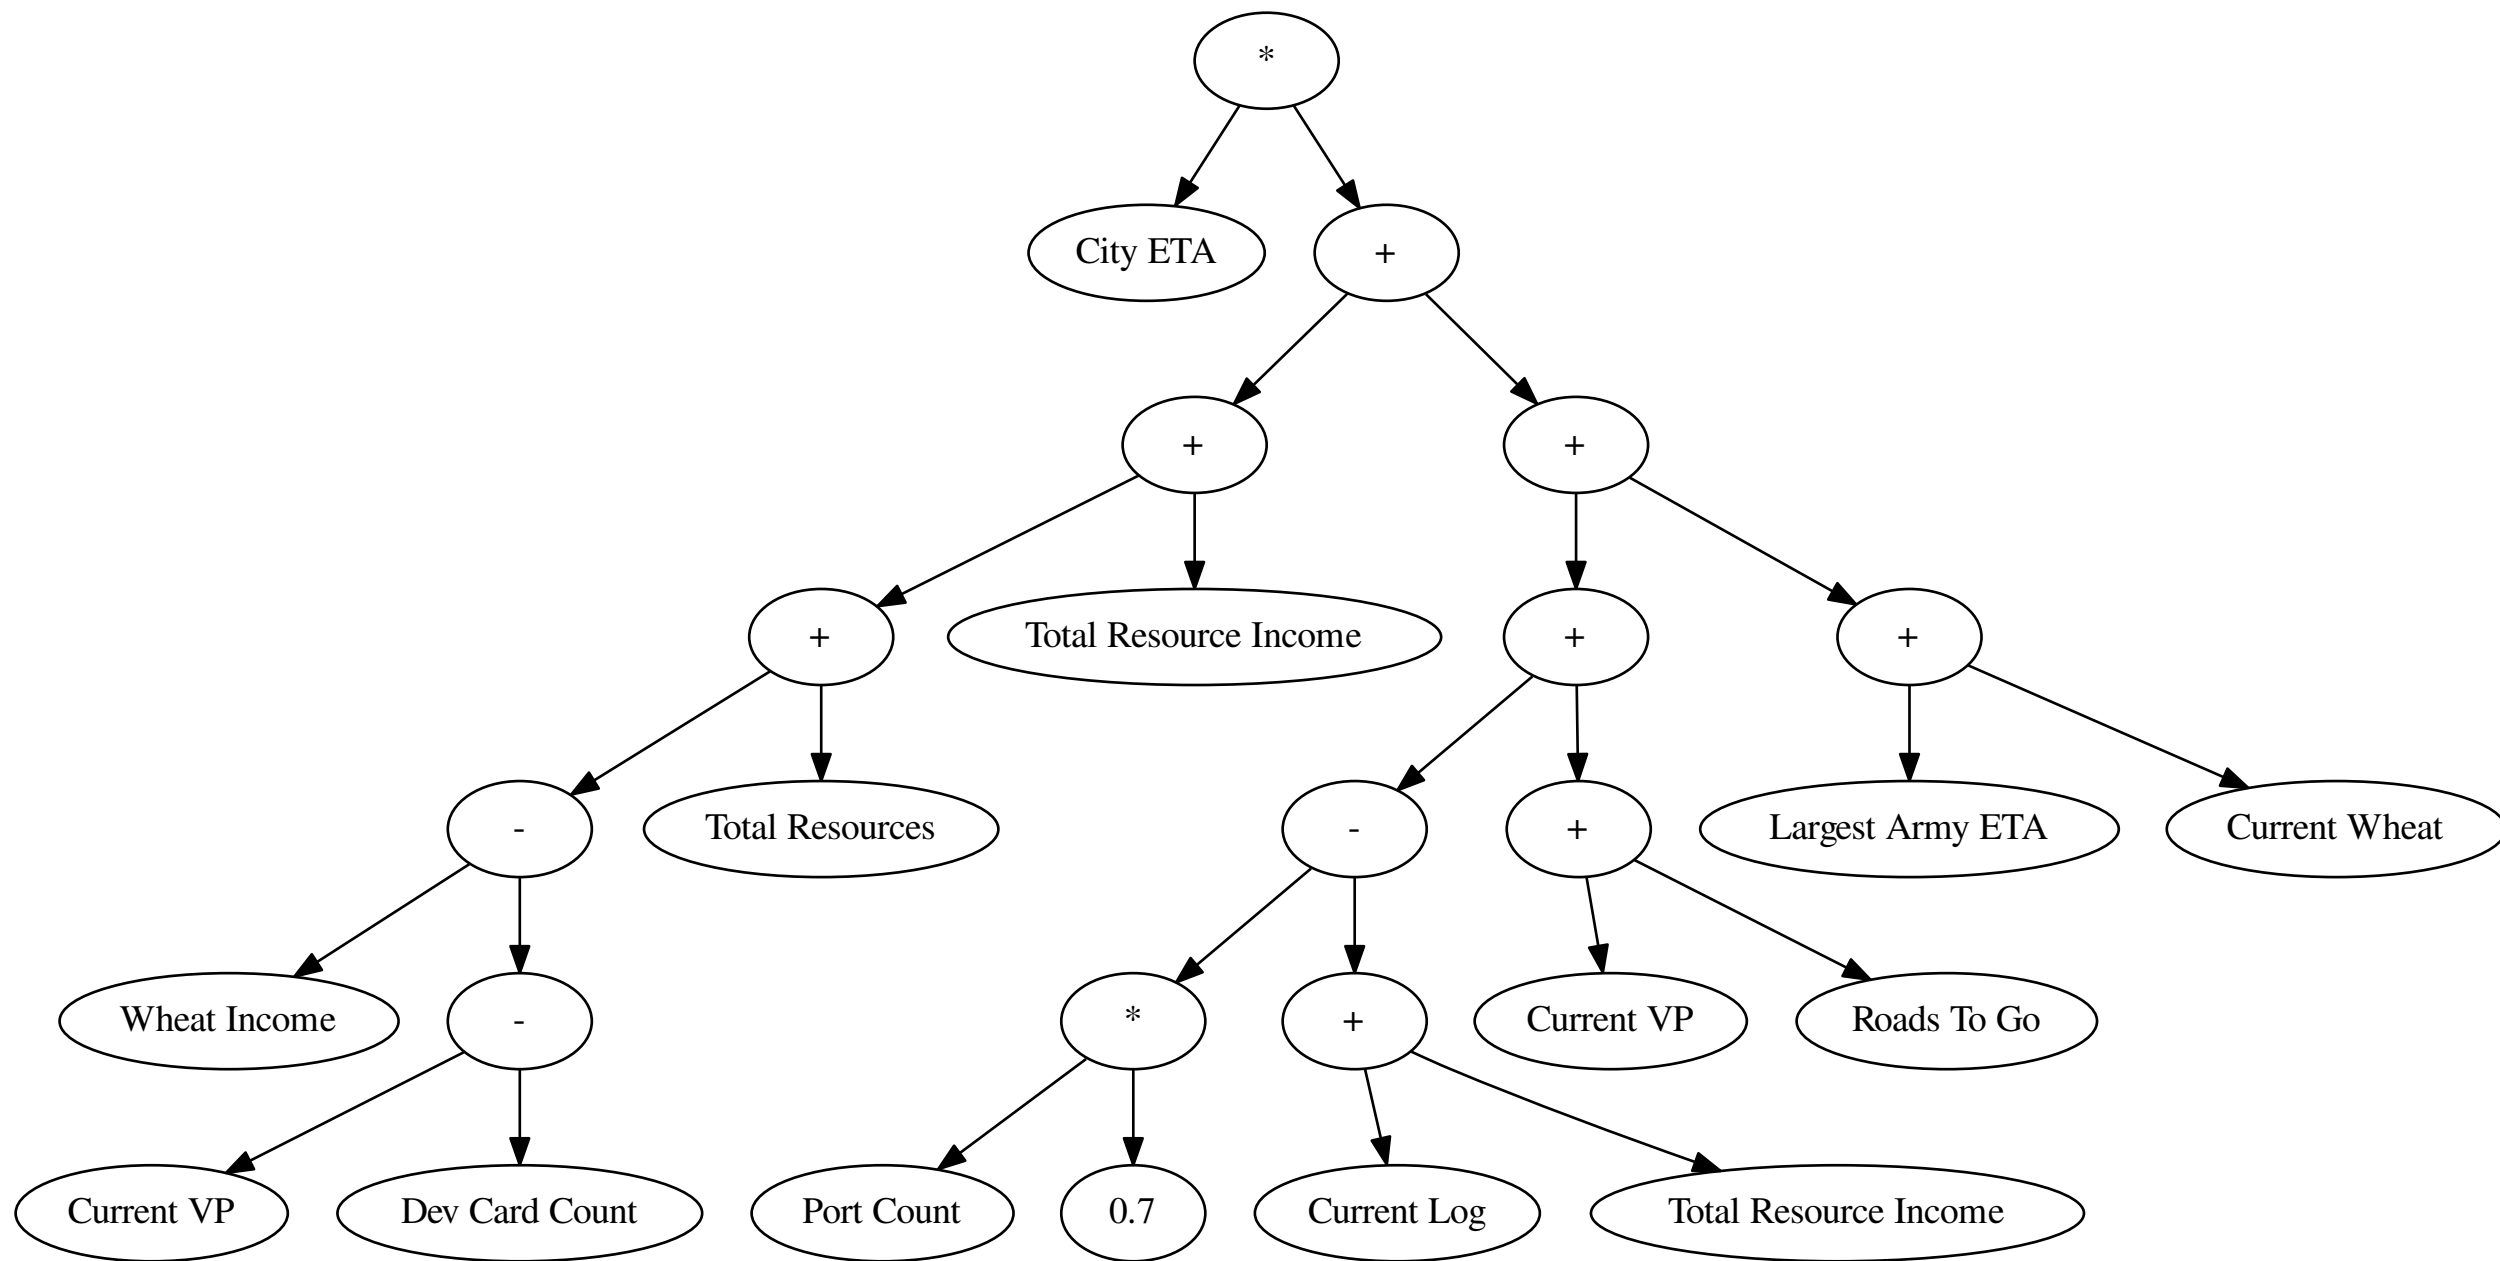 *
City ETA
+
+
+
+
Total Resource Income
+
+
-
Total Resources
-
+
Largest Army ETA
Current Wheat
Wheat Income
-
*
+
Current VP
Roads To Go
Current VP
Dev Card Count
Port Count
0.7
Current Log
Total Resource Income